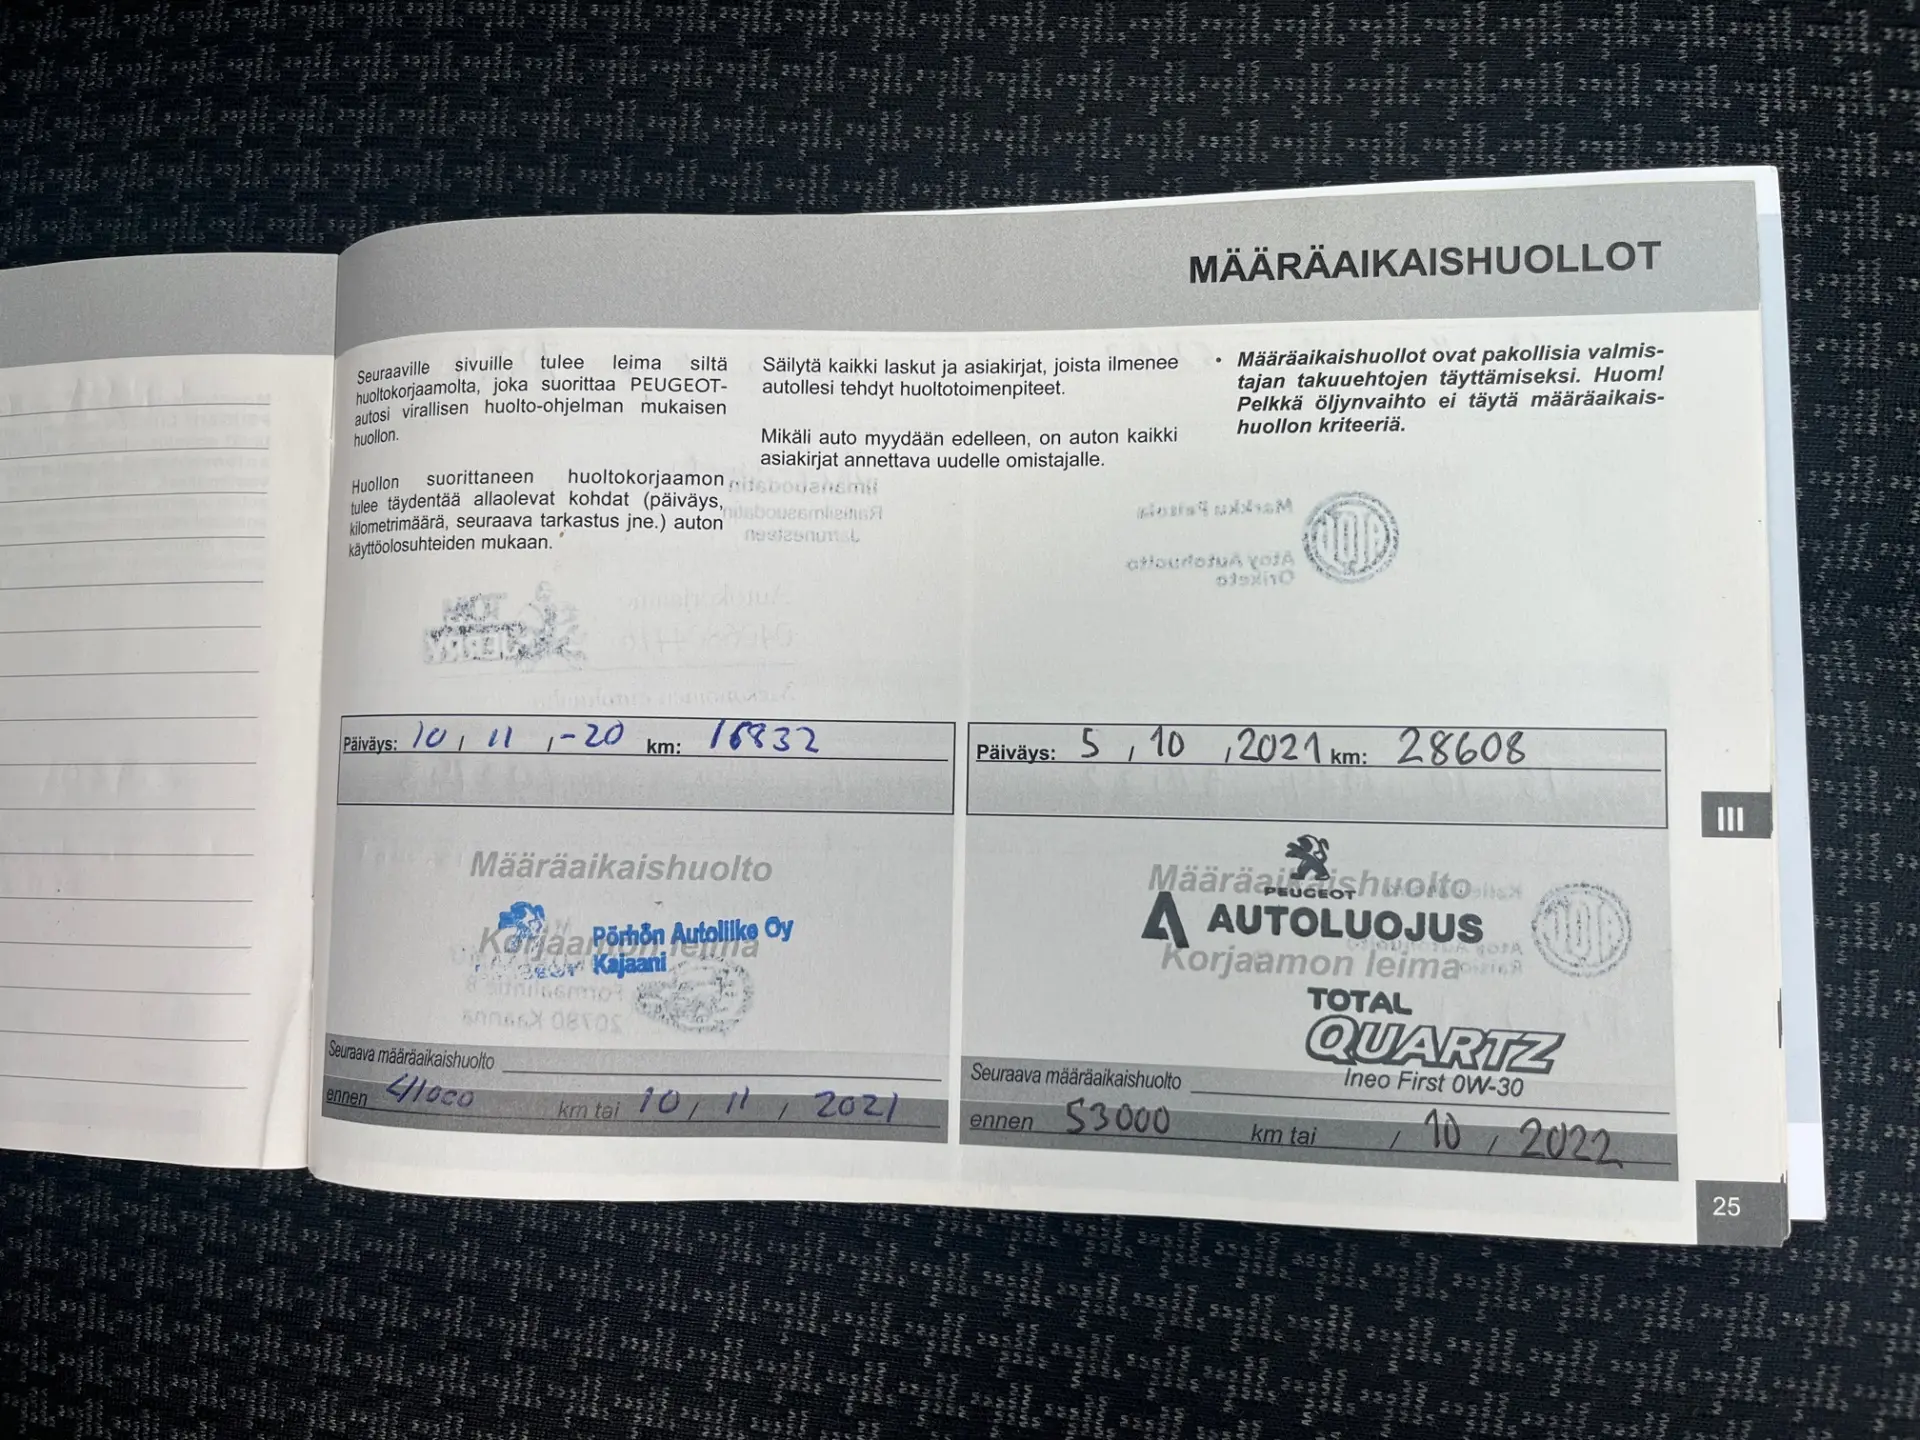 MÄÄRÄAIKAISHUOLLOT
Seuraaville sivuille tulee leima siltä
huoltokorjaamolta, joka suorittaa PEUGEOT-
autosi virallisen huolto-ohjelman mukaisen
huollon.
Huollon suorittaneen huoltokorjaamon
tulee täydentää allaolevat kohdat (päiväys,
kilometrimäärä, seuraava tarkastus jne.) auton
käyttöolosuhteiden mukaan.
Säilytä kaikki laskut ja asiakirjat, joista ilmenee
autollesi tehdyt huoltotoimenpiteet.
Mikäli auto myydään edelleen, on auton kaikki
asiakirjat annettava uudelle omistajalle.
• Määräaikaishuollot ovat pakollisia valmis-
tajan takuuehtojen täyttämiseksi. Huom!
Pelkkä öljynvaihto ei täytä määräaikais-
huollon kriteeriä.
Päiväys: 10, 11, -20 km: 16832
Määräaikaishuolto
Korjaamon leima
Pörhön Autoliike Oy
Kajaani
Seuraava määräaikaishuolto
ennen 41000 km tai 10, 11, 2021
Päiväys: 5, 10, 2021 km: 28608
Määräaikaishuolto
PEUGEOT
AUTOLUOJUS
Korjaamon leima
TOTAL
QUARTZ
Ineo First 0W-30
Seuraava määräaikaishuolto
ennen 53000 km tai , 10, 2022
III
25